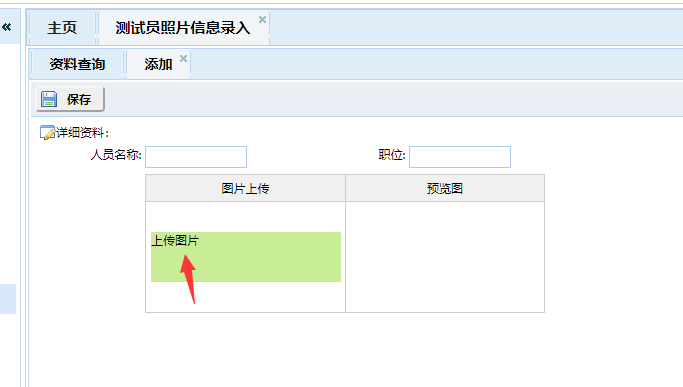 «
主页
测试员照片信息录入
资料查询
添加
保存
详细资料:
人员名称:
职位:
图片上传
预览图
上传图片